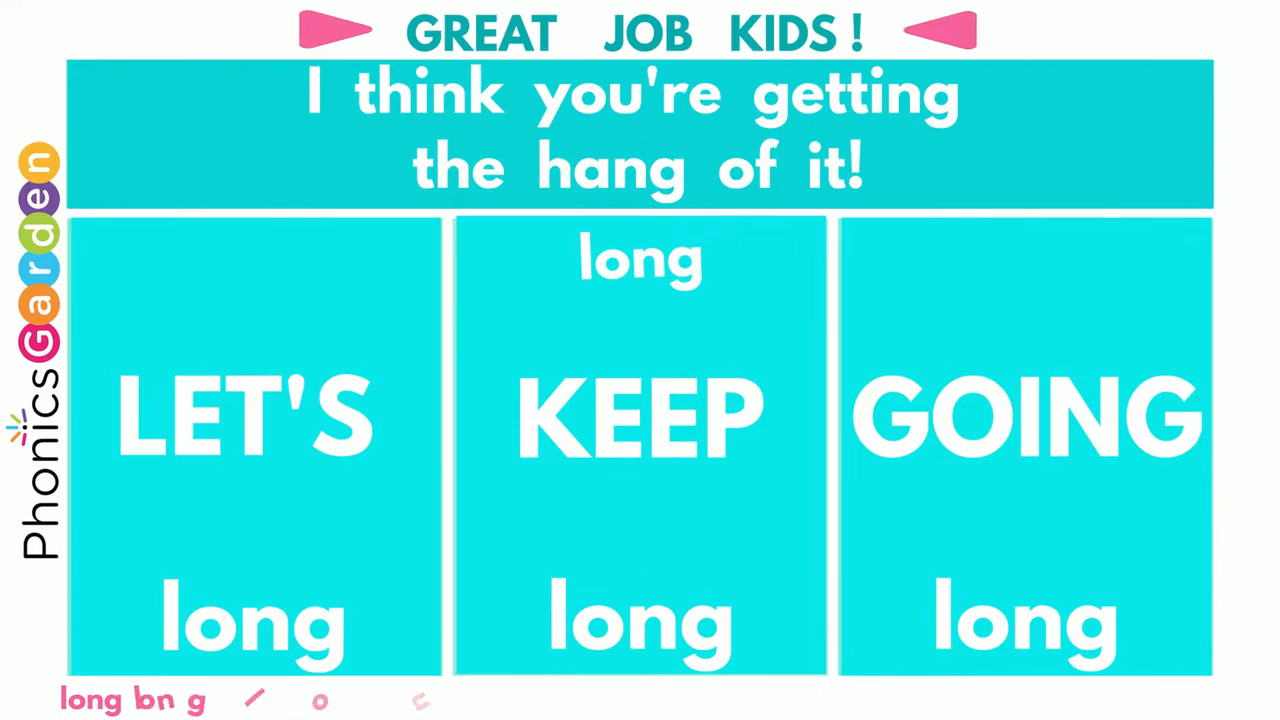 GREAT JOB KIDS !
I think you're getting
the hang of it!
PhonicsGarden
long
LET'S KEEP GOING
long long long
long